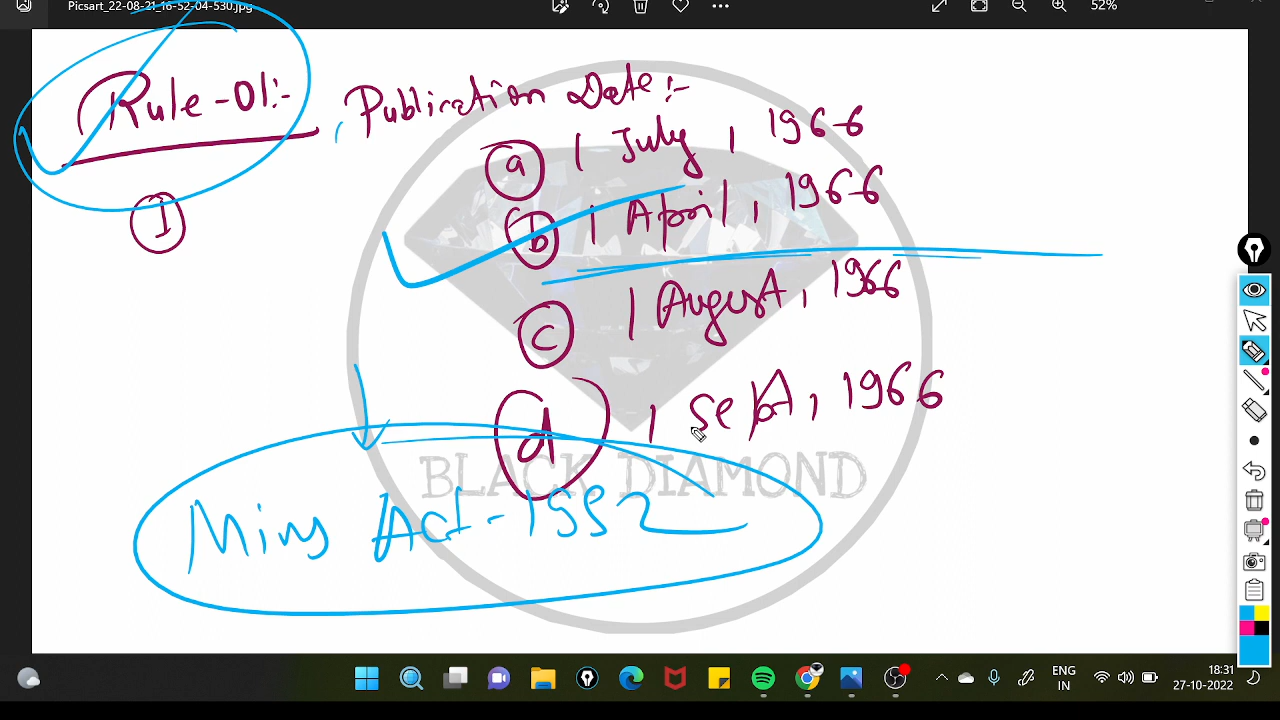 Picsart_22-08-21_16-52-04-530.jpg
52%
Rule-01:- Publication Date:-
(a) 1 July, 1966
(I)
(b) 1 April, 1966
(c) 1 August, 1966
(d) 1 Sept, 1966
BLACK DIAMOND
Mins Act-1952
ENG
IN
18:31
27-10-2022